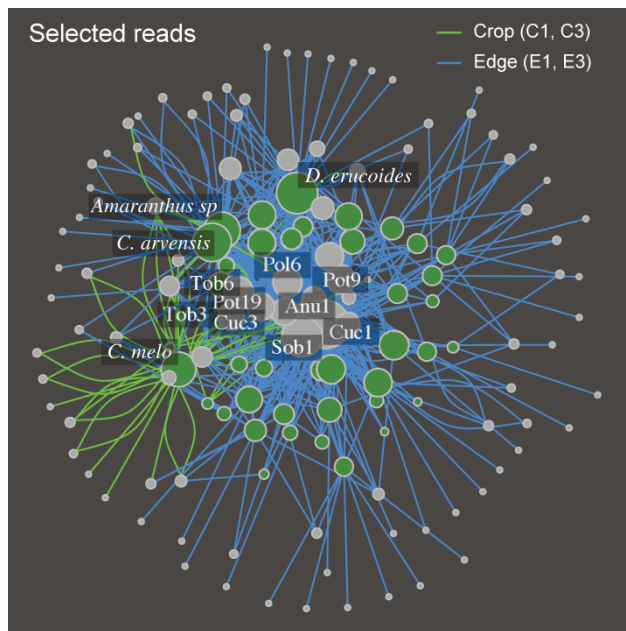 Selected reads
Crop (C1, C3)
Edge (E1, E3)
D. erucoides
Amaranthus sp
C. arvensis
Pol6
Pot9
Tob6
Pot19
Anu1
Tob3
Cuc3
Cuc1
Sob1
C. melo